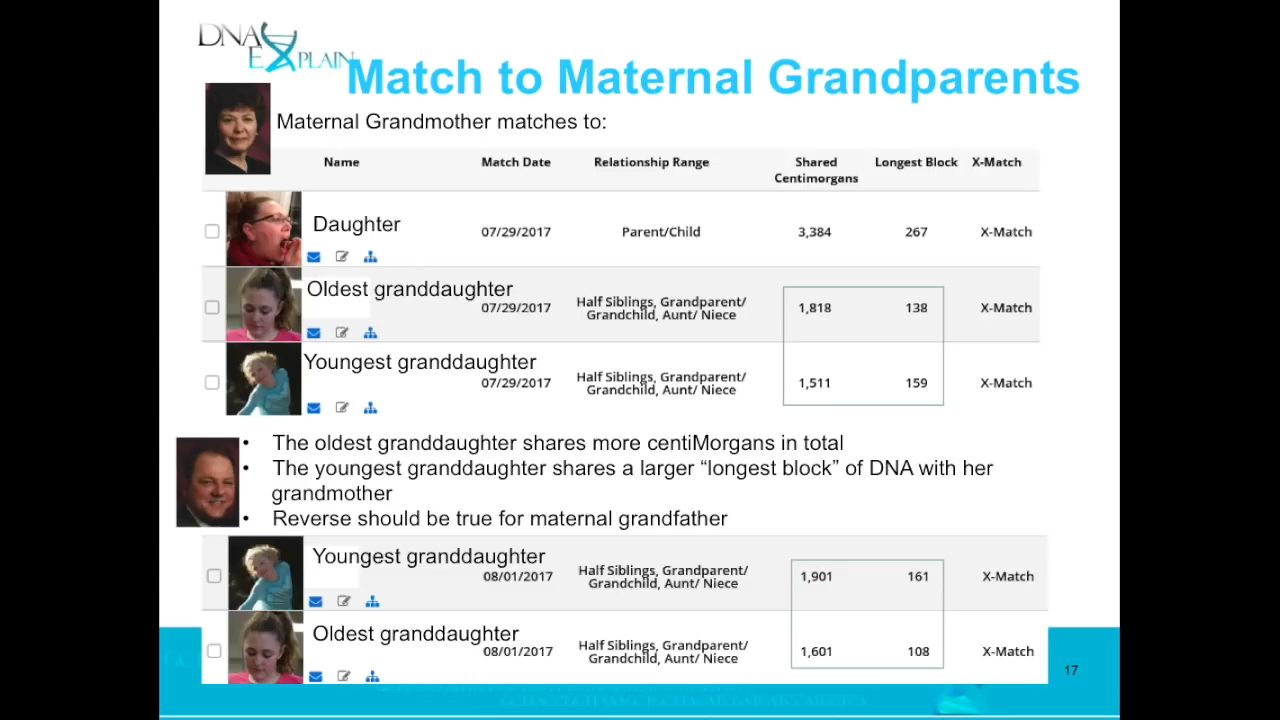 DNA
EXPLAIN
Match to Maternal Grandparents
Maternal Grandmother matches to:
Name Match Date Relationship Range Shared Centimorgans Longest Block X-Match
Daughter
07/29/2017 Parent/Child 3,384 267 X-Match
Oldest granddaughter
07/29/2017 Half Siblings, Grandparent/ Grandchild, Aunt/ Niece 1,818 138 X-Match
Youngest granddaughter
07/29/2017 Half Siblings, Grandparent/ Grandchild, Aunt/ Niece 1,511 159 X-Match
• The oldest granddaughter shares more centiMorgans in total
• The youngest granddaughter shares a larger “longest block” of DNA with her
grandmother
• Reverse should be true for maternal grandfather
Youngest granddaughter
08/01/2017 Half Siblings, Grandparent/ Grandchild, Aunt/ Niece 1,901 161 X-Match
Oldest granddaughter
08/01/2017 Half Siblings, Grandparent/ Grandchild, Aunt/ Niece 1,601 108 X-Match
17